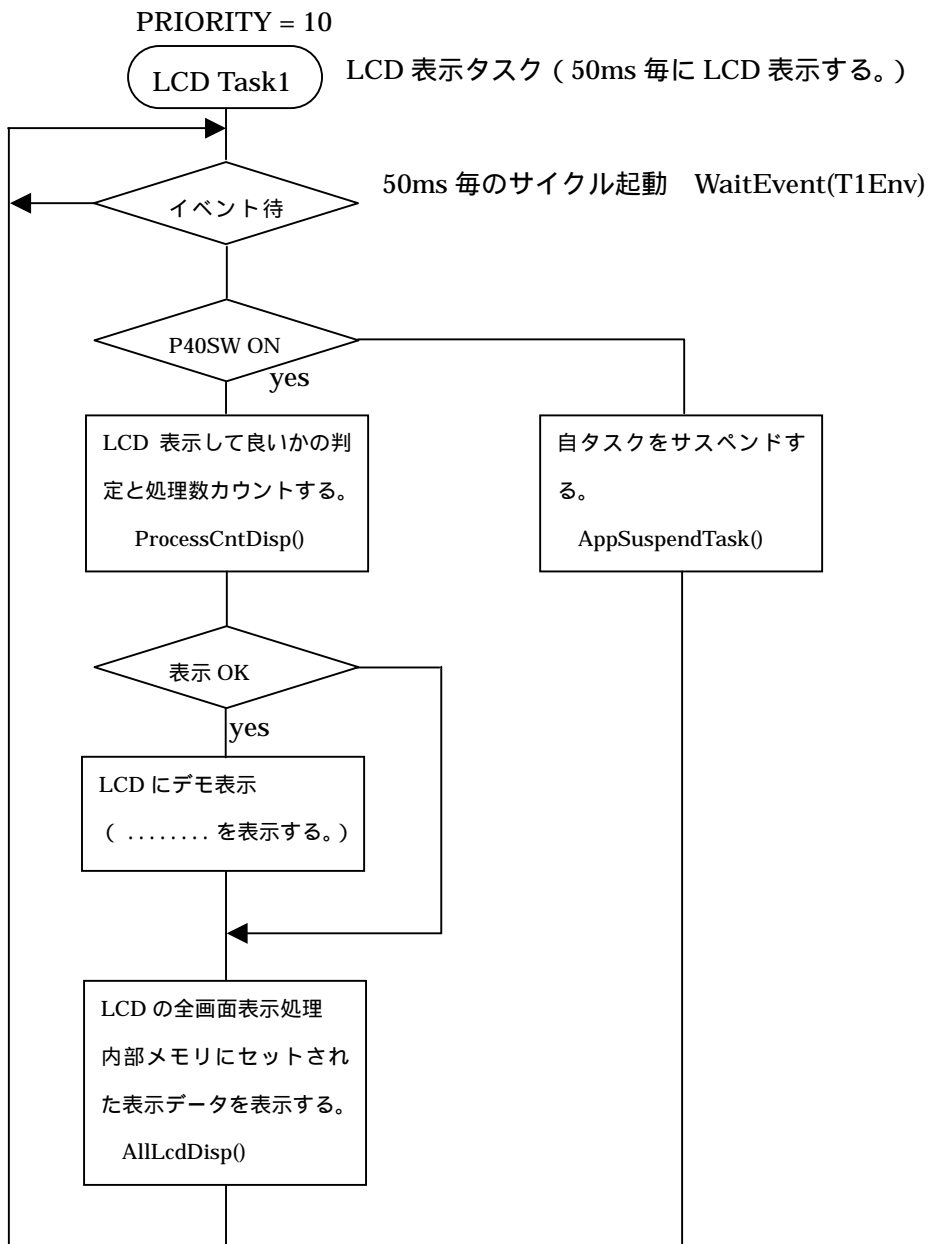 PRIORITY = 10
LCD Task1
LCD 表示タスク（50ms 毎に LCD 表示する。）
イベント待
50ms 毎のサイクル起動　WaitEvent(T1Env)
P40SW ON
yes
LCD 表示して良いかの判
定と処理数カウントする。
ProcessCntDisp()
自タスクをサスペンドす
る。
AppSuspendTask()
表示 OK
yes
LCD にデモ表示
（ ........ を表示する。）
LCD の全画面表示処理
内部メモリにセットされ
た表示データを表示する。
AllLcdDisp()